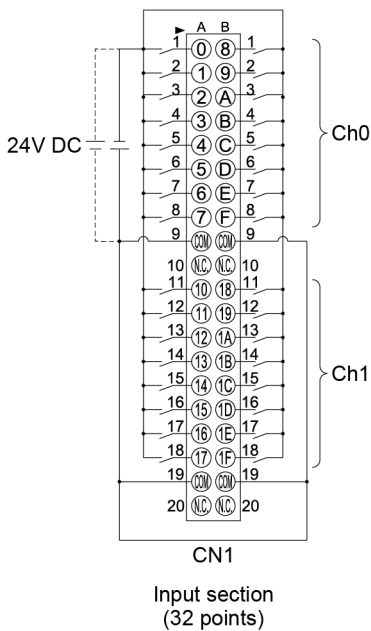 A B
1 0 8 1
2 1 9 2
3 2 A 3
4 3 B 4
Ch0
24V DC
5 4 C 5
6 5 D 6
7 6 E 7
8 7 F 8
9 COM COM 9
10 N.C. N.C. 10
11 10 18 11
12 11 19 12
13 12 1A 13
14 13 1B 14
Ch1
15 14 1C 15
16 15 1D 16
17 16 1E 17
18 17 1F 18
19 COM COM 19
20 N.C. N.C. 20
CN1
Input section
(32 points)